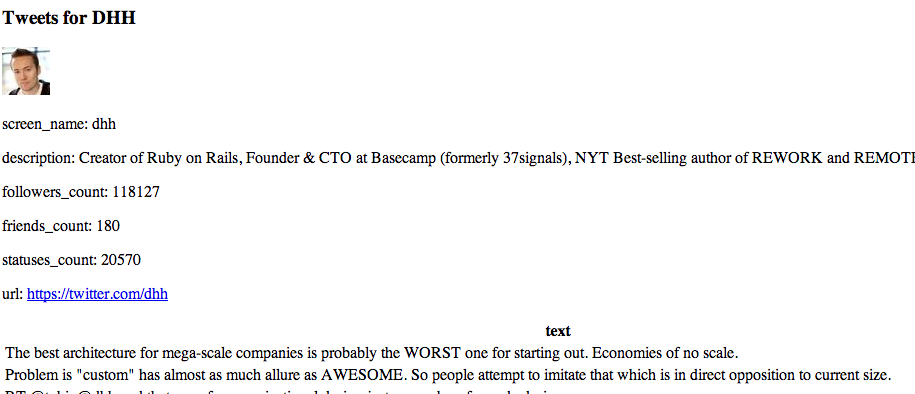 Tweets for DHH
screen_name: dhh
description: Creator of Ruby on Rails, Founder & CTO at Basecamp (formerly 37signals), NYT Best-selling author of REWORK and REMOTE
followers_count: 118127
friends_count: 180
statuses_count: 20570
url: https://twitter.com/dhh
text
The best architecture for mega-scale companies is probably the WORST one for starting out. Economies of no scale.
Problem is "custom" has almost as much allure as AWESOME. So people attempt to imitate that which is in direct opposition to current size.